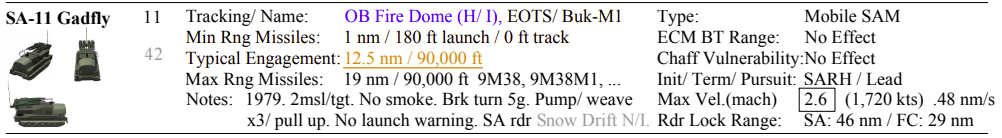 SA-11 Gadfly 11 Tracking/ Name: OB Fire Dome (H/ I), EOTS/ Buk-M1 Type: Mobile SAM
Min Rng Missiles: 1 nm / 180 ft launch / 0 ft track ECM BT Range: No Effect
42 Typical Engagement: 12.5 nm / 90,000 ft Chaff Vulnerability: No Effect
Max Rng Missiles: 19 nm / 90,000 ft 9M38, 9M38M1, ... Init/ Term/ Pursuit: SARH / Lead
Notes: 1979. 2msl/tgt. No smoke. Brk turn 5g. Pump/ weave Max Vel.(mach) 2.6 (1,720 kts) .48 nm/s
x3/ pull up. No launch warning. SA rdr Snow Drift N/I. Rdr Lock Range: SA: 46 nm / FC: 29 nm